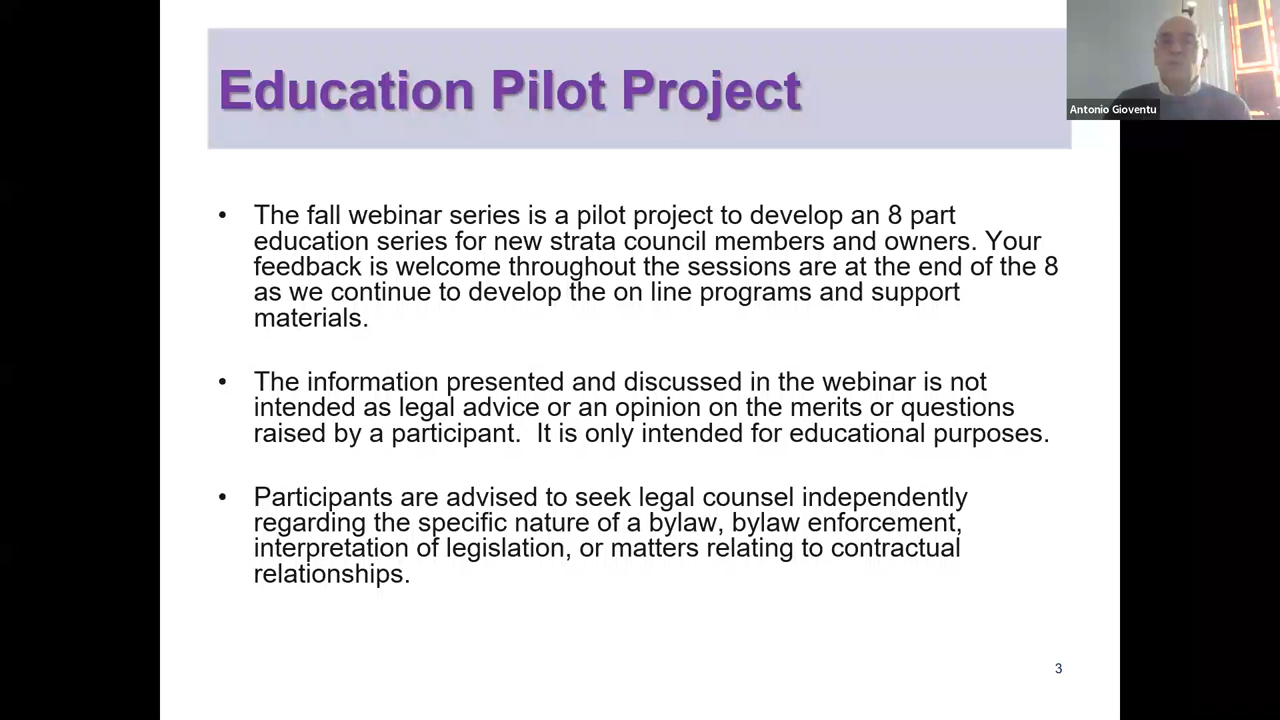 Education Pilot Project
Antonio Gioventu
• The fall webinar series is a pilot project to develop an 8 part
education series for new strata council members and owners. Your
feedback is welcome throughout the sessions are at the end of the 8
as we continue to develop the on line programs and support
materials.
• The information presented and discussed in the webinar is not
intended as legal advice or an opinion on the merits or questions
raised by a participant.  It is only intended for educational purposes.
• Participants are advised to seek legal counsel independently
regarding the specific nature of a bylaw, bylaw enforcement,
interpretation of legislation, or matters relating to contractual
relationships.
3